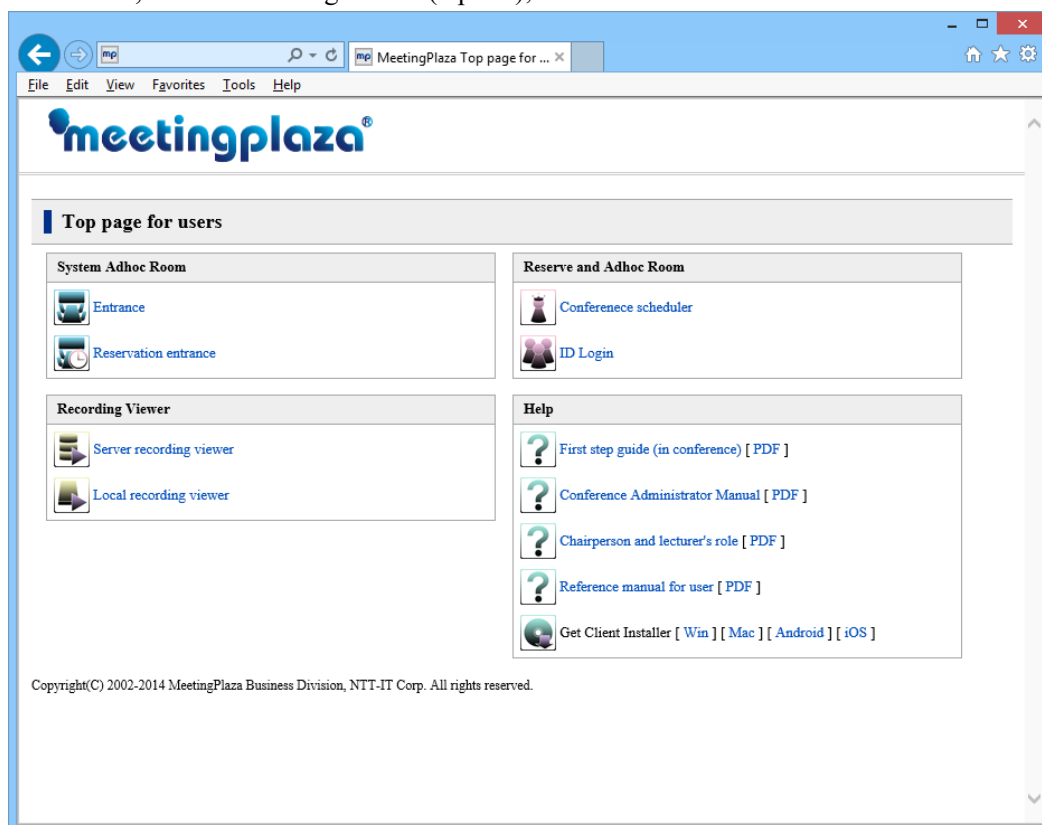 mp
mp MeetingPlaza Top page for ... ×
File Edit View Favorites Tools Help
meetingplaza®
Top page for users
System Adhoc Room
Entrance
Reservation entrance
Reserve and Adhoc Room
Conferenece scheduler
ID Login
Recording Viewer
Server recording viewer
Local recording viewer
Help
First step guide (in conference) [ PDF ]
Conference Administrator Manual [ PDF ]
Chairperson and lecturer's role [ PDF ]
Reference manual for user [ PDF ]
Get Client Installer [ Win ] [ Mac ] [ Android ] [ iOS ]
Copyright(C) 2002-2014 MeetingPlaza Business Division, NTT-IT Corp. All rights reserved.